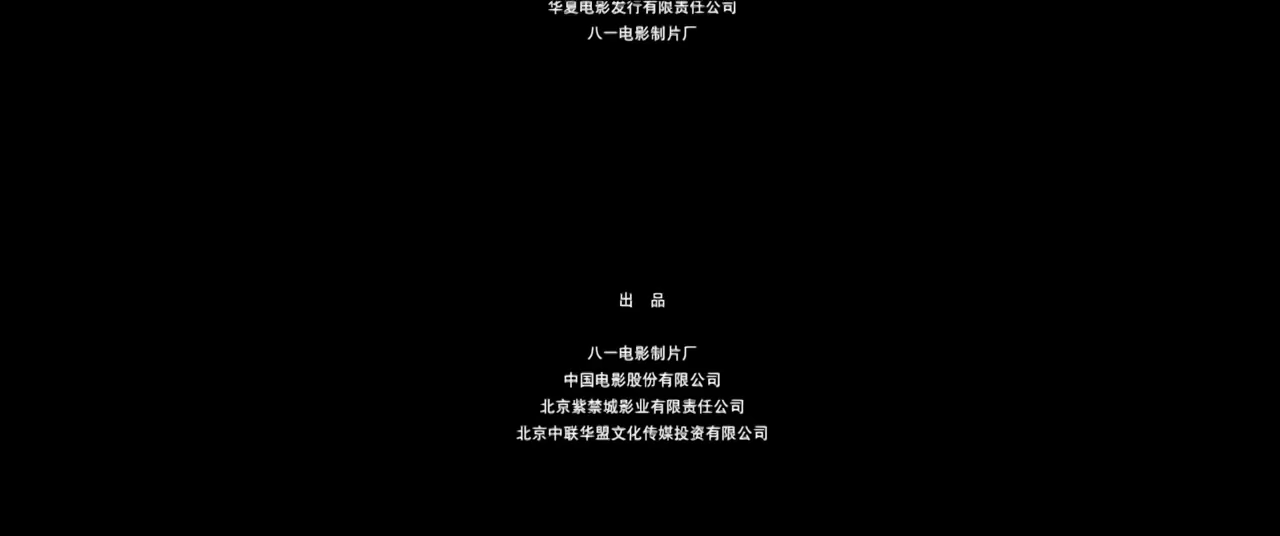 华夏电影发行有限责任公司
八一电影制片厂
出 品
八一电影制片厂
中国电影股份有限公司
北京紫禁城影业有限责任公司
北京中联华盟文化传媒投资有限公司